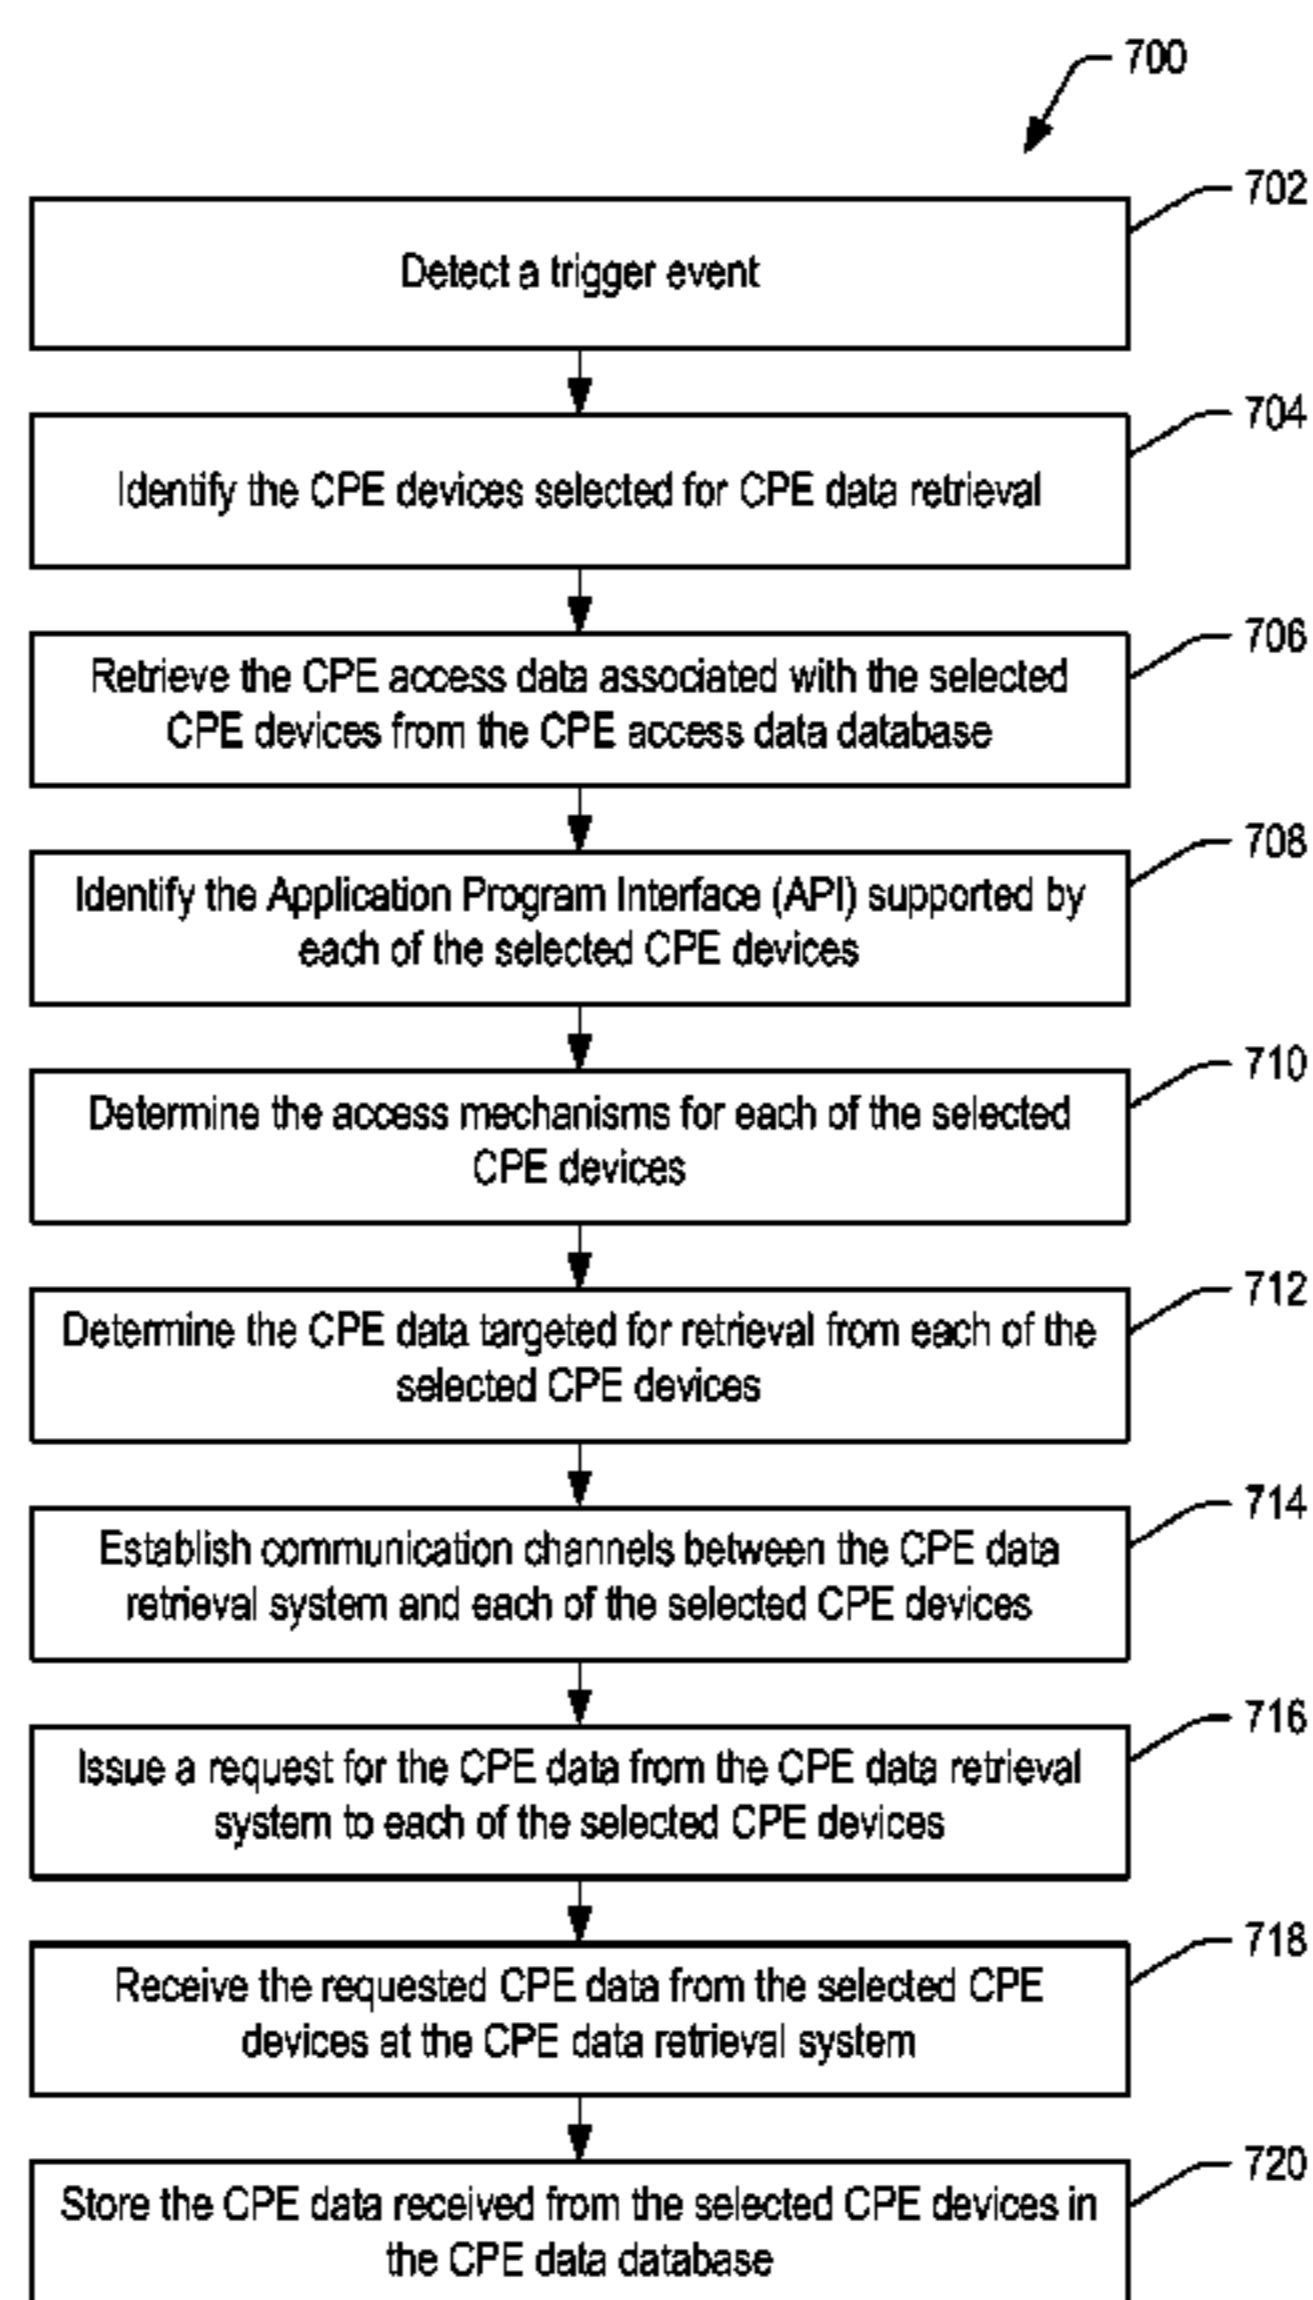 700
702
Detect a trigger event
704
Identify the CPE devices selected for CPE data retrieval
706
Retrieve the CPE access data associated with the selected
CPE devices from the CPE access data database
708
Identify the Application Program Interface (API) supported by
each of the selected CPE devices
710
Determine the access mechanisms for each of the selected
CPE devices
712
Determine the CPE data targeted for retrieval from each of the
selected CPE devices
714
Establish communication channels between the CPE data
retrieval system and each of the selected CPE devices
716
Issue a request for the CPE data from the CPE data retrieval
system to each of the selected CPE devices
718
Receive the requested CPE data from the selected CPE
devices at the CPE data retrieval system
720
Store the CPE data received from the selected CPE devices in
the CPE data database